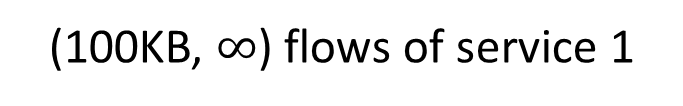 (100KB, ∞) flows of service 1